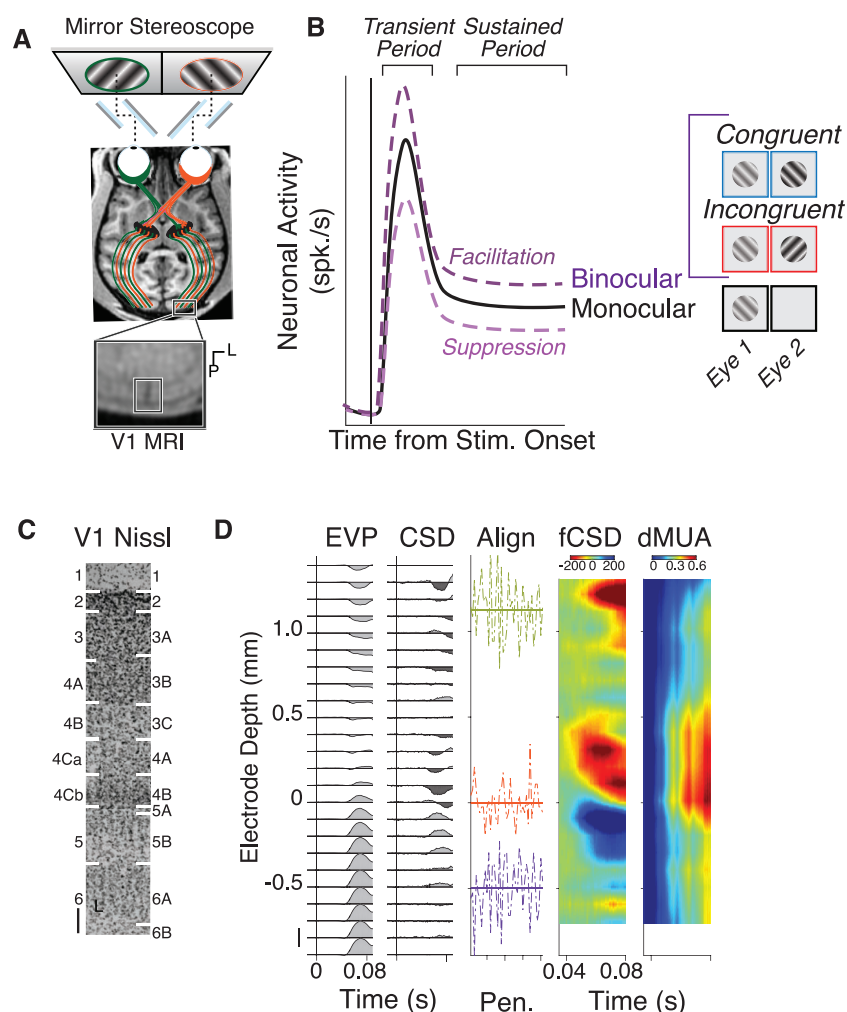 A
Mirror Stereoscope
L
P
V1 MRI
B
Transient Period
Sustained Period
Neuronal Activity (spk./s)
Facilitation
Binocular
Monocular
Suppression
Time from Stim. Onset
Congruent
Incongruent
Eye 1
Eye 2
C
V1 Nissl
1 1
2 2
3 3A
3B
4A
4B 3C
4Ca 4A
4Cb 4B
5A
5 5B
6 6A
L
6B
D
EVP CSD Align fCSD dMUA
-200 200
0 0.3 0.6
Electrode Depth (mm)
1.0
0.5
0
-0.5
0 0.08
Time (s)
Pen.
0.04 0.08
Time (s)